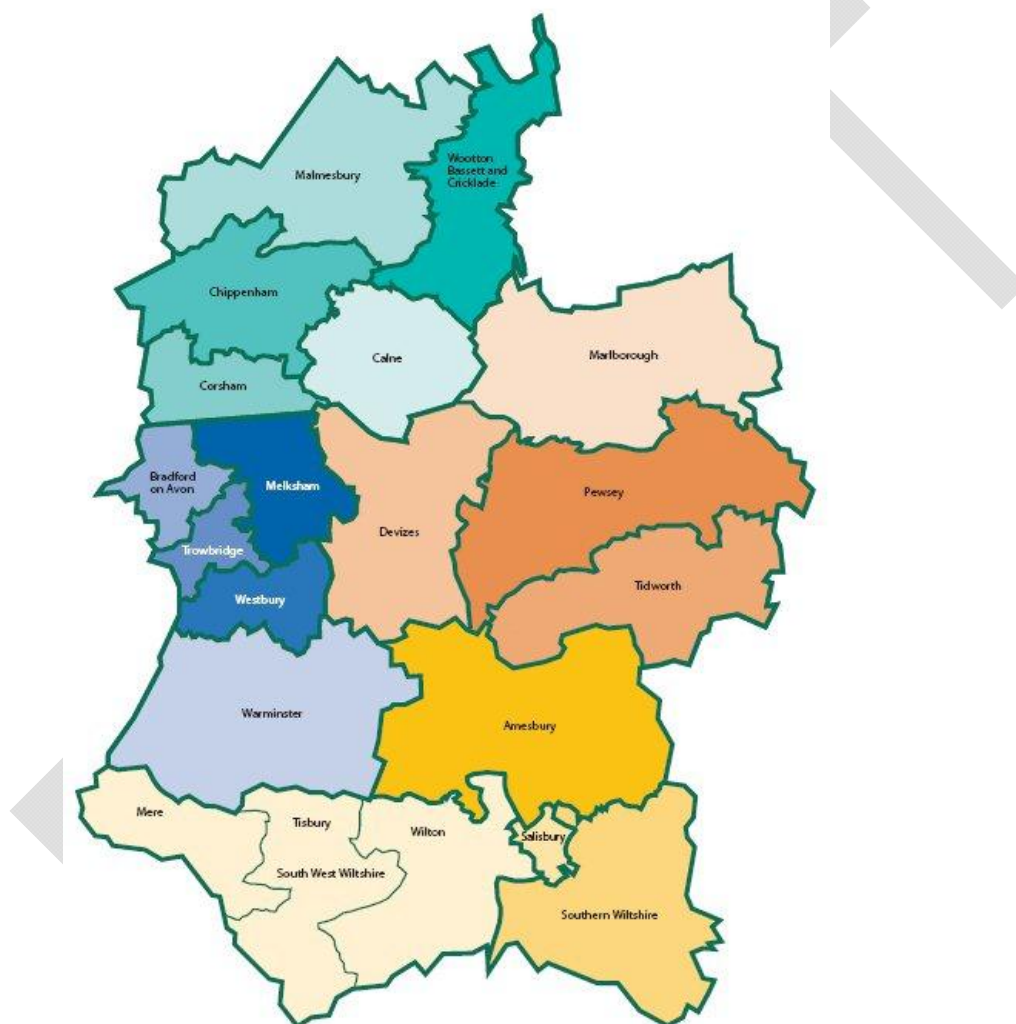 Malmesbury
Wootton
Bassett and
Cricklade
Chippenham
Calne
Marlborough
Corsham
Bradford
on Avon
Melksham
Pewsey
Devizes
Trowbridge
Tidworth
Westbury
Warminster
Amesbury
Mere
Tisbury
Wilton
Salisbury
South West Wiltshire
Southern Wiltshire